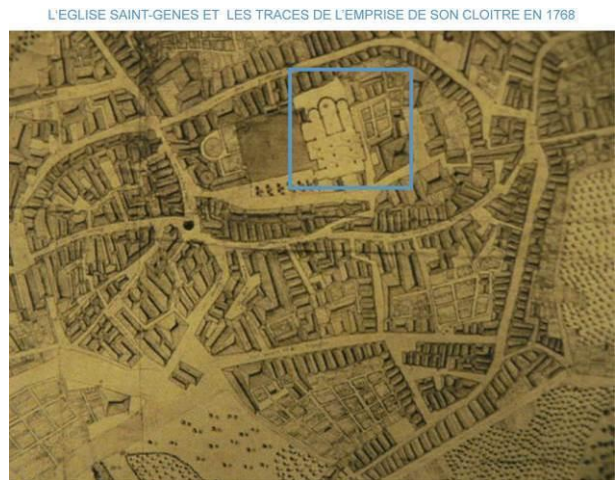 L'EGLISE SAINT-GENES ET LES TRACES DE L'EMPRISE DE SON CLOITRE EN 1768